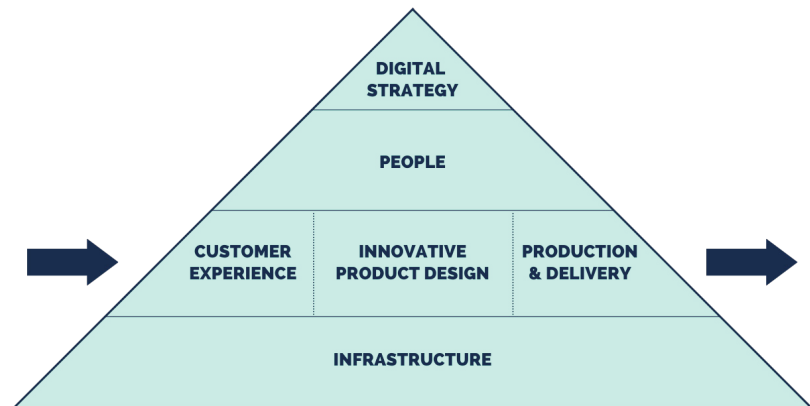 DIGITAL
STRATEGY
PEOPLE
CUSTOMER
EXPERIENCE
INNOVATIVE
PRODUCT DESIGN
PRODUCTION
& DELIVERY
INFRASTRUCTURE